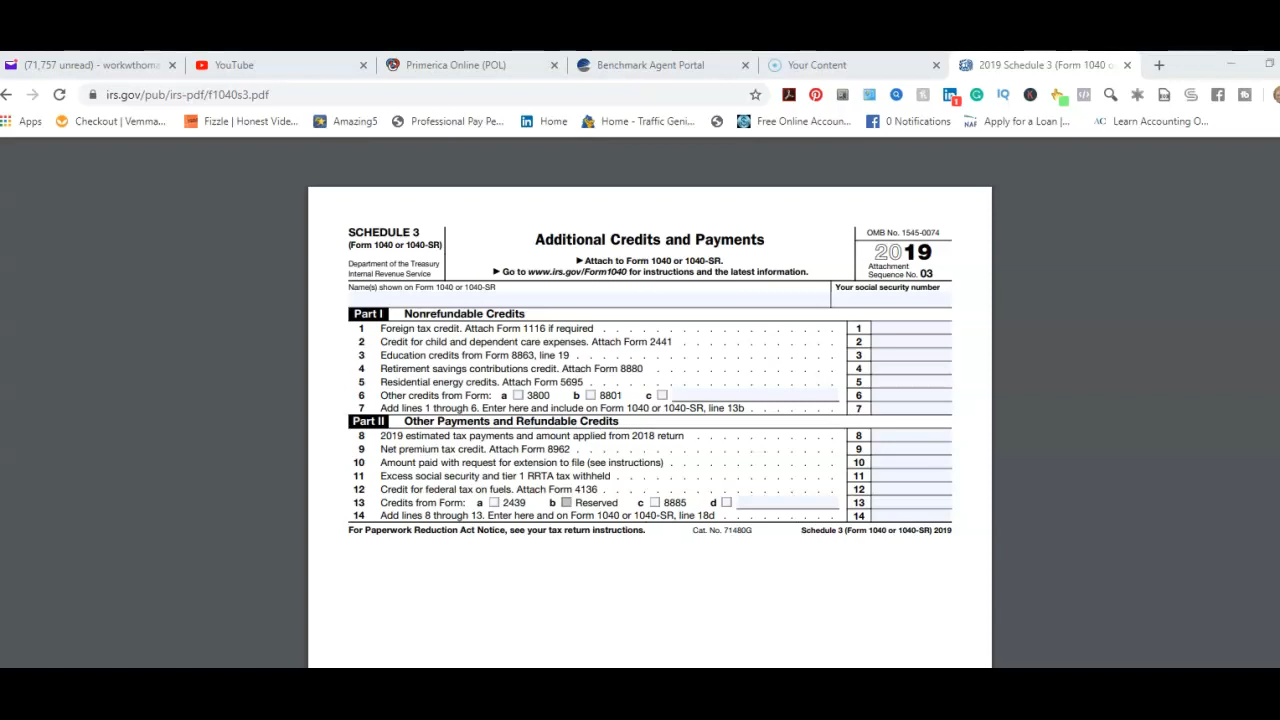 (71,757 unread) - workwthoma
YouTube
Primerica Online (POL)
Benchmark Agent Portal
Your Content
2019 Schedule 3 (Form 1040 o
irs.gov/pub/irs-pdf/f1040s3.pdf
Apps
Checkout | Vemma...
Fizzle | Honest Vide...
Amazing5
Professional Pay Pe...
Home
Home - Traffic Geni...
Free Online Accoun...
0 Notifications
Apply for a Loan |...
Learn Accounting O...
SCHEDULE 3
(Form 1040 or 1040-SR)
Department of the Treasury
Internal Revenue Service
Additional Credits and Payments
▶ Attach to Form 1040 or 1040-SR.
▶ Go to www.irs.gov/Form1040 for instructions and the latest information.
OMB No. 1545-0074
2019
Attachment
Sequence No. 03
Name(s) shown on Form 1040 or 1040-SR
Your social security number
Part I Nonrefundable Credits
1 Foreign tax credit. Attach Form 1116 if required . . . . . . . . . . . . . . . . . . 1
2 Credit for child and dependent care expenses. Attach Form 2441 . . . . . . . . . . . . 2
3 Education credits from Form 8863, line 19 . . . . . . . . . . . . . . . . . . . . 3
4 Retirement savings contributions credit. Attach Form 8880 . . . . . . . . . . . . . . 4
5 Residential energy credits. Attach Form 5695 . . . . . . . . . . . . . . . . . . . 5
6 Other credits from Form: a 3800 b 8801 c 6
7 Add lines 1 through 6. Enter here and include on Form 1040 or 1040-SR, line 13b . . . . . . . 7
Part II Other Payments and Refundable Credits
8 2019 estimated tax payments and amount applied from 2018 return . . . . . . . . . . . 8
9 Net premium tax credit. Attach Form 8962 . . . . . . . . . . . . . . . . . . . . 9
10 Amount paid with request for extension to file (see instructions) . . . . . . . . . . . . . 10
11 Excess social security and tier 1 RRTA tax withheld . . . . . . . . . . . . . . . . . 11
12 Credit for federal tax on fuels. Attach Form 4136 . . . . . . . . . . . . . . . . . . 12
13 Credits from Form: a 2439 b Reserved c 8885 d 13
14 Add lines 8 through 13. Enter here and on Form 1040 or 1040-SR, line 18d . . . . . . . . . 14
For Paperwork Reduction Act Notice, see your tax return instructions.
Cat. No. 71480G
Schedule 3 (Form 1040 or 1040-SR) 2019